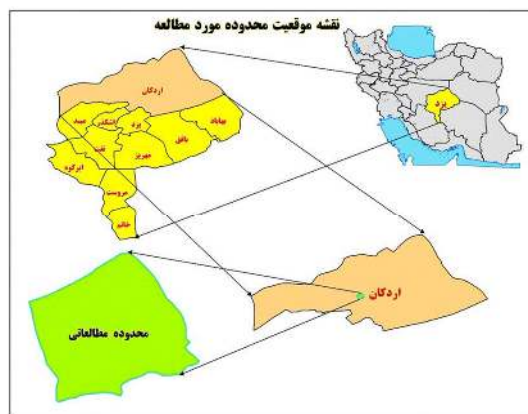 نقشه موقعیت محدوده مورد مطالعه
اردکان
یزد
میبد
اشکذر
یزد
بهاباد
بافق
تفت
مهریز
ابرکوه
مروست
خاتم
اردکان
محدوده مطالعاتی